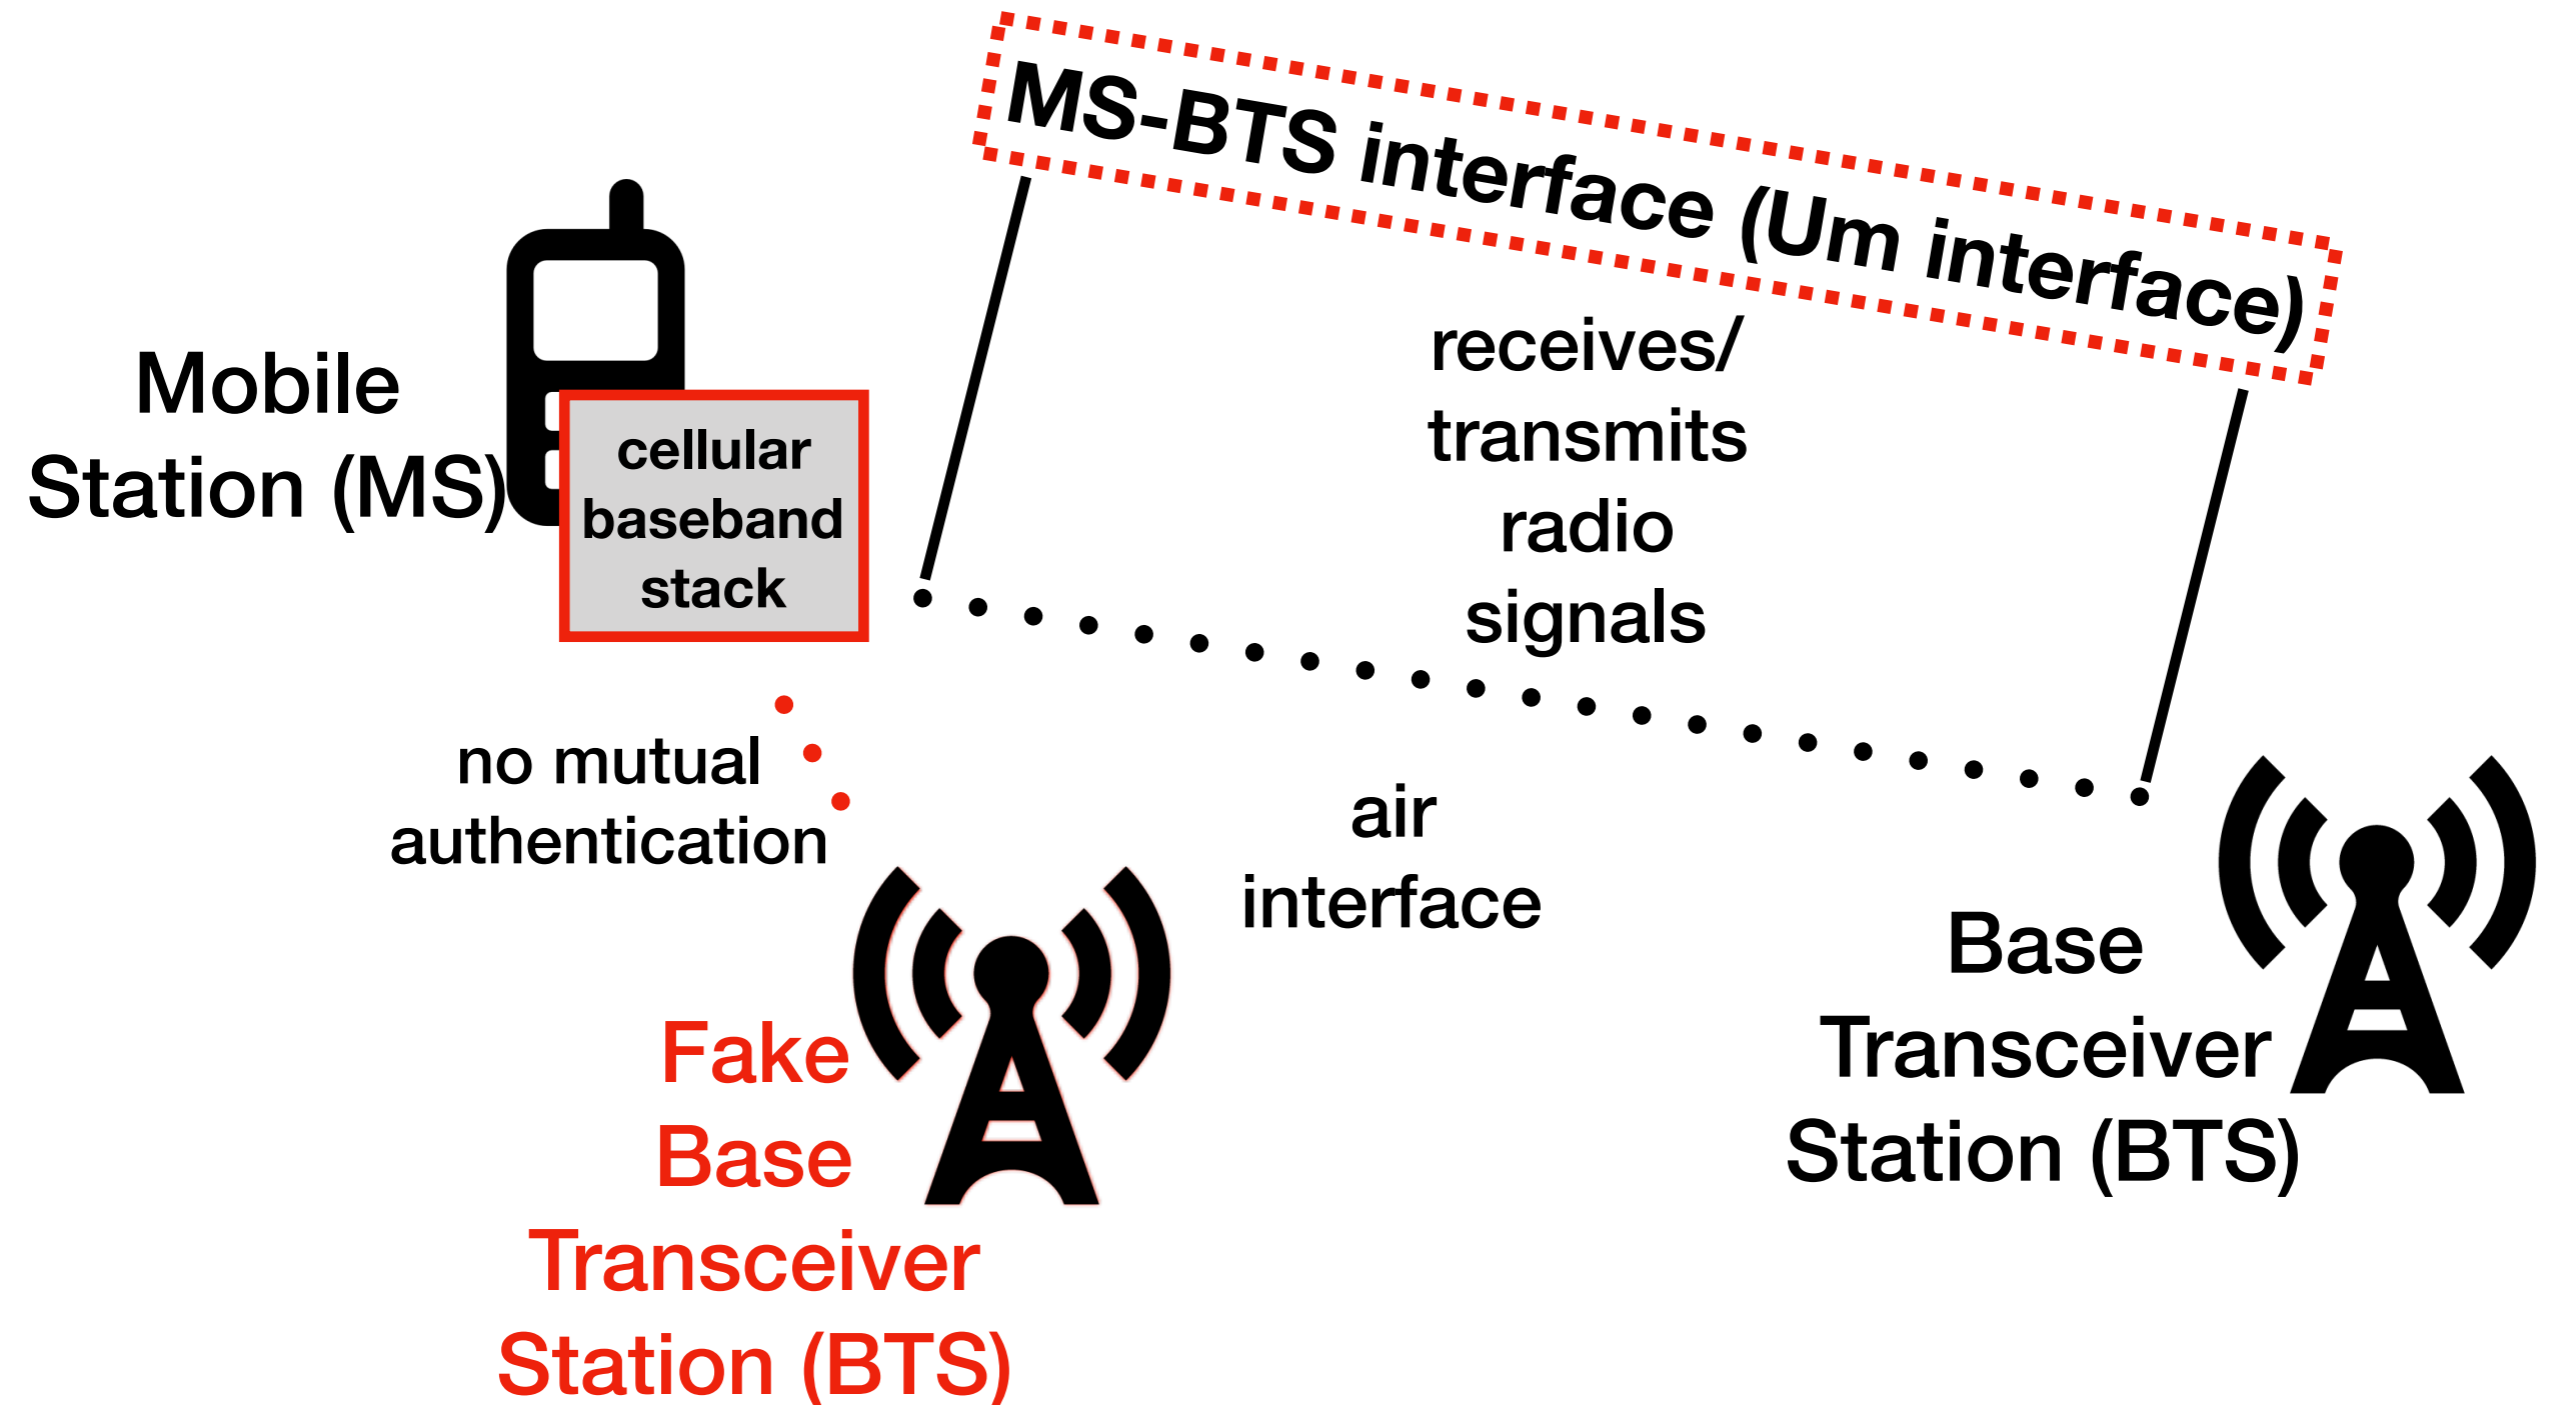 MS-BTS interface (Um interface)
receives/
transmits
radio
signals
Mobile
Station (MS)
cellular
baseband
stack
no mutual
authentication
air
interface
Base
Transceiver
Station (BTS)
Fake
Base
Transceiver
Station (BTS)